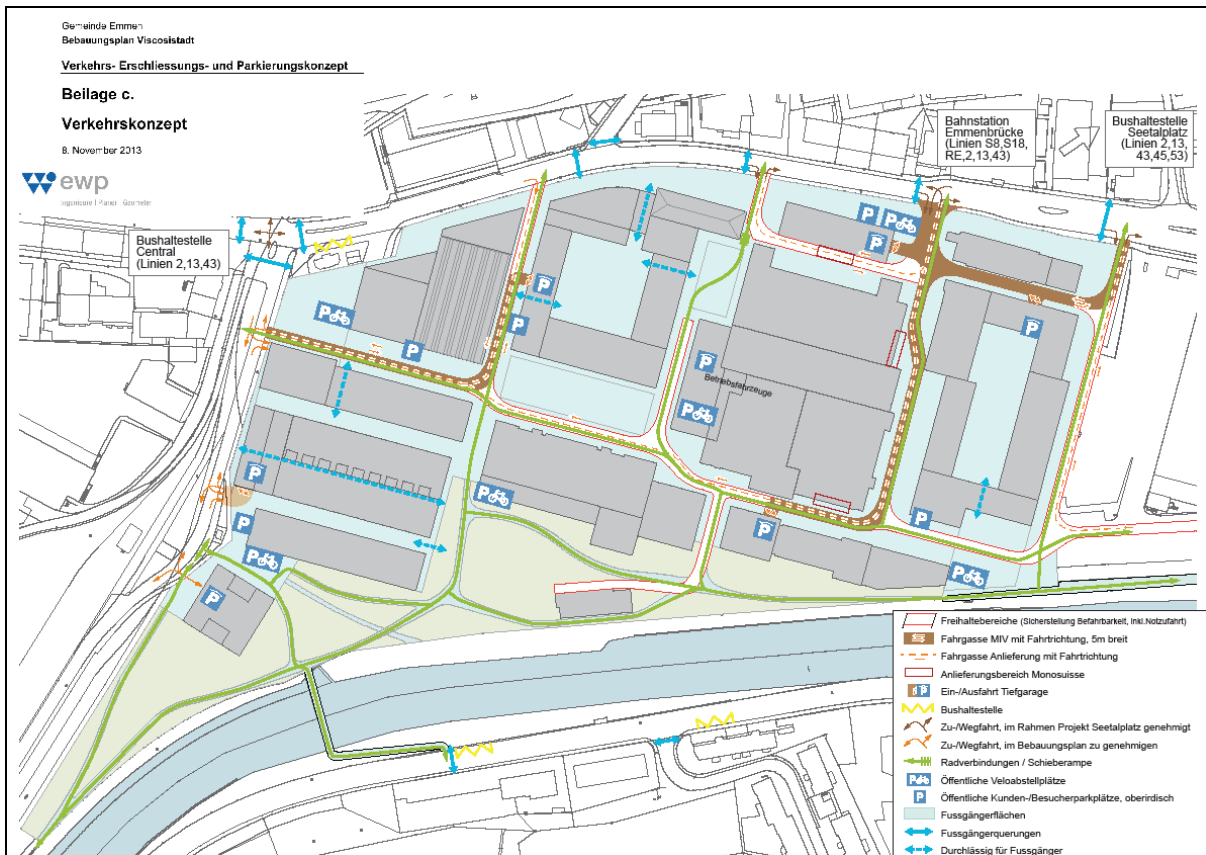 Gemeinde Emmen
Bebauungsplan Viscosistadt
Verkehrs- Erschliessungs- und Parkierungskonzept
Beilage c.
Verkehrskonzept
8. November 2013
ewp
Bahnstation
Emmenbrücke
(Linien S8,S18,
RE,2,13,43)
Bushaltestelle
Seetalplatz
(Linien 2,13,
43,45,53)
Bushaltestelle
Central
(Linien 2,13,43)
P
P
P
P
P
P
P
P
P
P
Betriebsfahrzeuge
P
P
P
P
P
P
P
P
P
P
Freihaltebereiche (Sicherstellung Befahrbarkeit, inkl.Notzufahrt)
Fahrgasse MIV mit Fahrtrichtung, 5m breit
Fahrgasse Anlieferung mit Fahrtrichtung
Anlieferungsbereich Monosuisse
Ein-/Ausfahrt Tiefgarage
Bushaltestelle
Zu-/Wegfahrt, im Rahmen Projekt Seetalplatz genehmigt
Zu-/Wegfahrt, im Bebauungsplan zu genehmigen
Radverbindungen / Schieberampe
P Öffentliche Veloabstellplätze
P Öffentliche Kunden-/Besucherparkplätze, oberirdisch
Fussgängerflächen
Fussgängerquerungen
Durchlässig für Fussgänger